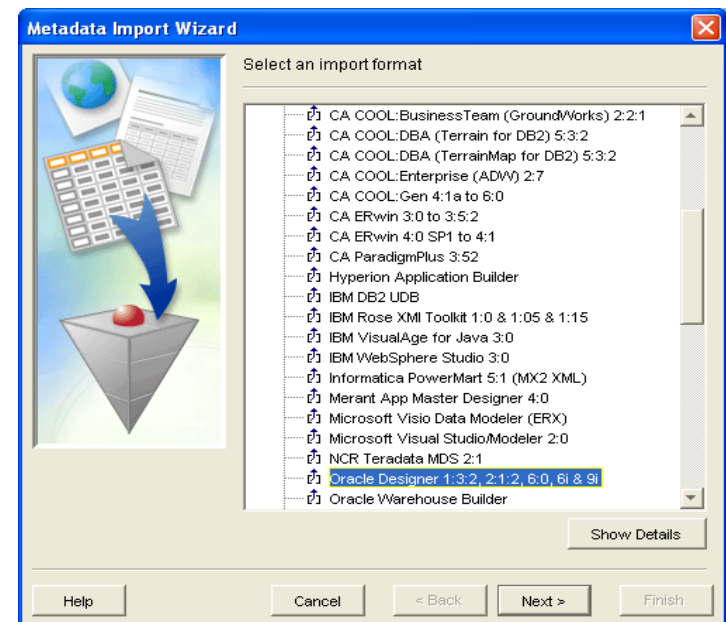 Metadata Import Wizard
Select an import format
CA COOL:BusinessTeam (GroundWorks) 2:2:1
CA COOL:DBA (Terrain for DB2) 5:3:2
CA COOL:DBA (TerrainMap for DB2) 5:3:2
CA COOL:Enterprise (ADW) 2:7
CA COOL:Gen 4:1a to 6:0
CA ERwin 3:0 to 3:5:2
CA ERwin 4:0 SP1 to 4:1
CA ParadigmPlus 3:52
Hyperion Application Builder
IBM DB2 UDB
IBM Rose XMI Toolkit 1:0 & 1:05 & 1:15
IBM VisualAge for Java 3:0
IBM WebSphere Studio 3:0
Informatica PowerMart 5:1 (MX2 XML)
Merant App Master Designer 4:0
Microsoft Visio Data Modeler (ERX)
Microsoft Visual Studio/Modeler 2:0
NCR Teradata MDS 2:1
Oracle Designer 1:3:2, 2:1:2, 6:0, 6i & 9i
Oracle Warehouse Builder
Show Details
Help Cancel < Back Next > Finish